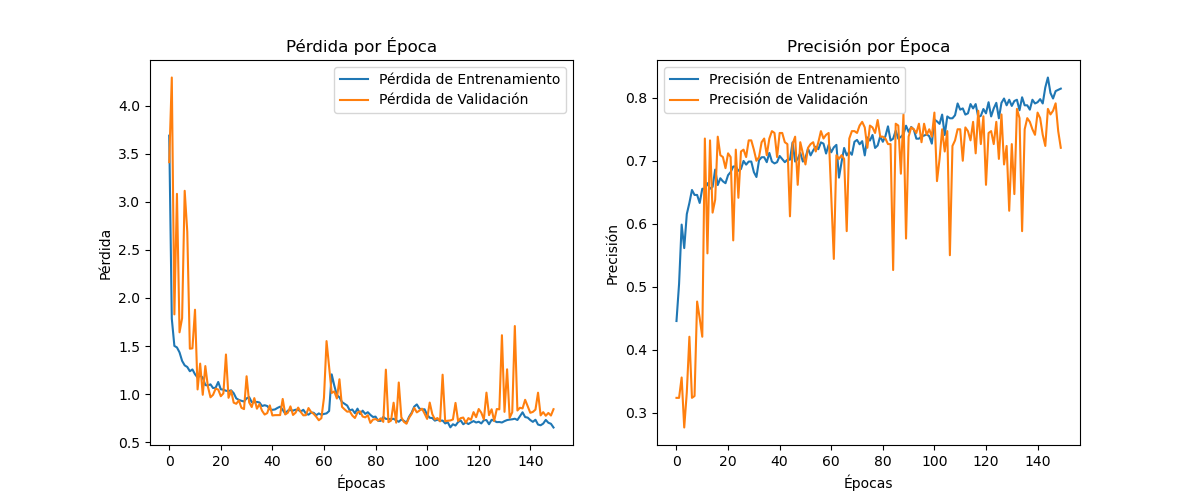 Pérdida por Época
Pérdida de Entrenamiento
Pérdida de Validación
4.0
3.5
3.0
2.5
2.0
1.5
1.0
0.5
Pérdida
0 20 40 60 80 100 120 140
Épocas
Precisión por Época
Precisión de Entrenamiento
Precisión de Validación
0.8
0.7
0.6
0.5
0.4
0.3
Precisión
0 20 40 60 80 100 120 140
Épocas